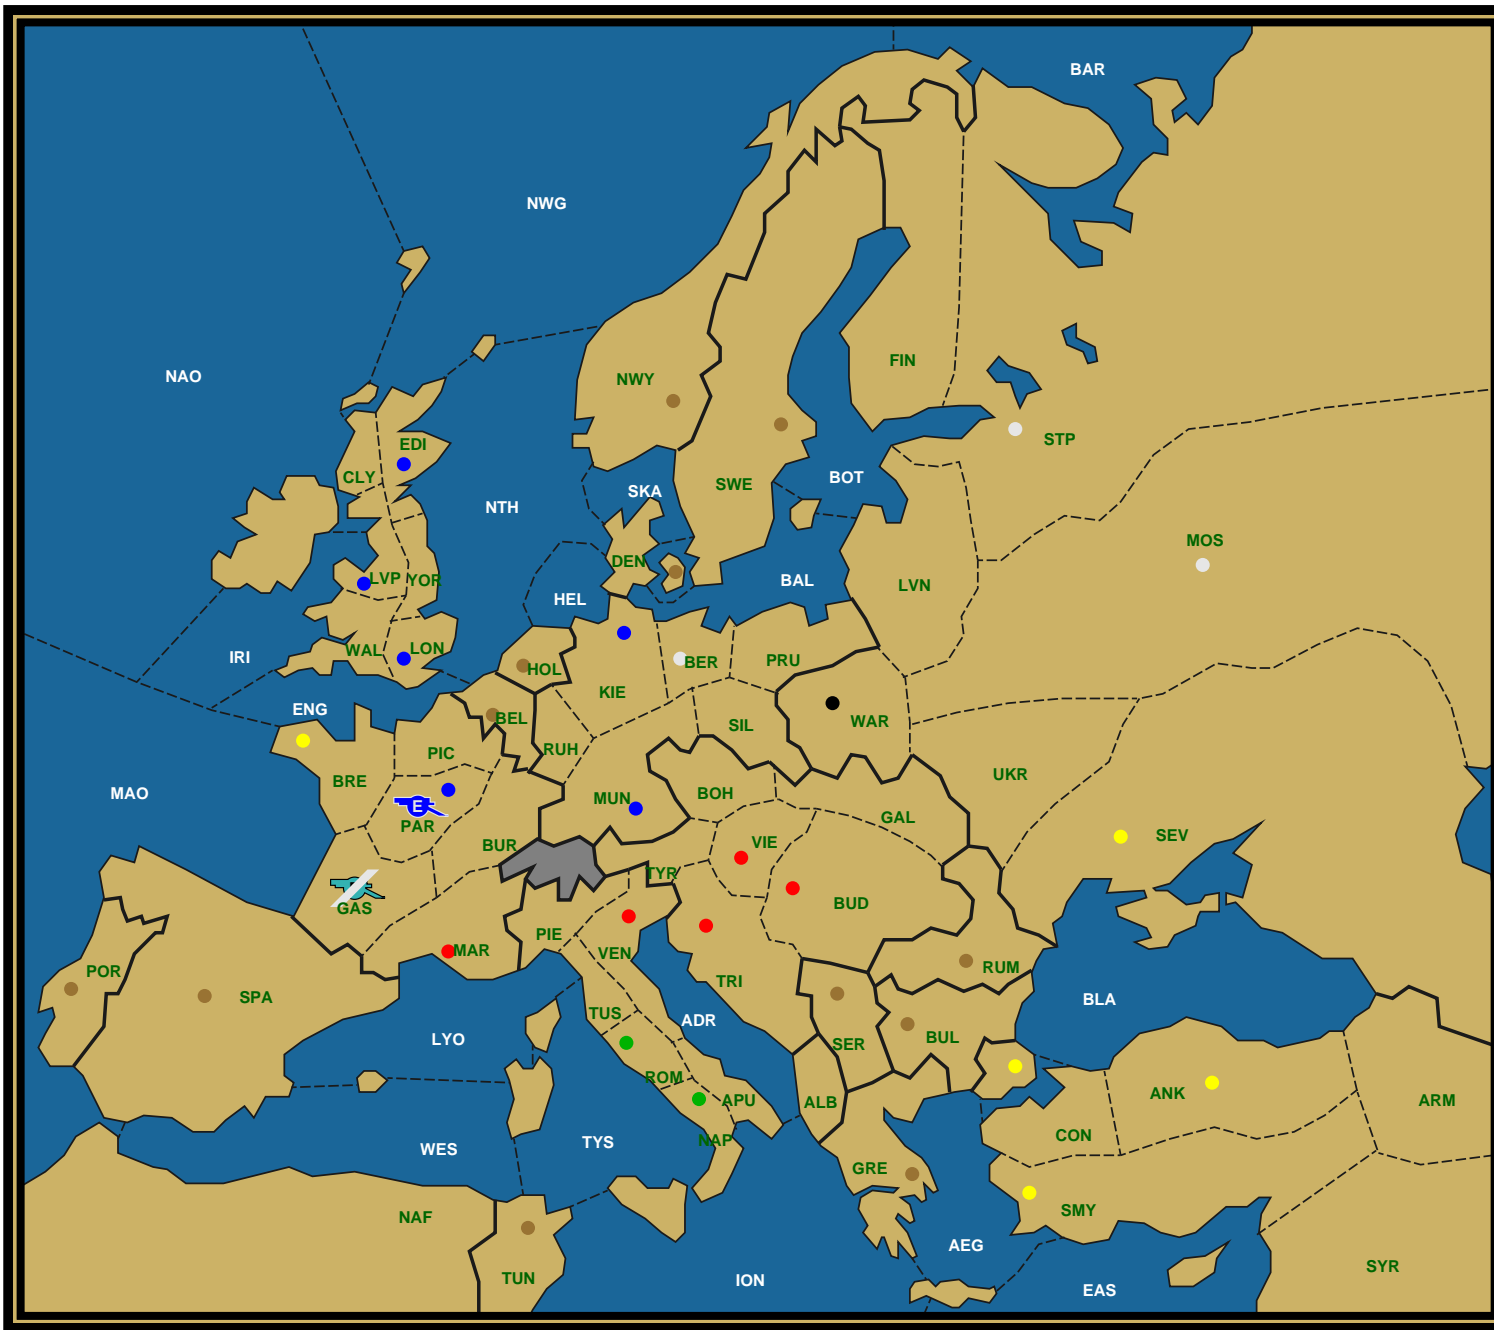 BAR
NWG
NAO
FIN
NWY
EDI
STP
CLY
BOT
SWE
SKA
NTH
MOS
DEN
LVP
YOR
BAL
LVN
HEL
WAL
LON
IRI
HOL
BER
PRU
KIE
ENG
BEL
WAR
SIL
PIC
RUH
UKR
BRE
MAO
MUN
BOH
E
GAL
PAR
SEV
VIE
BUR
TYR
BUD
GAS
PIE
MAR
VEN
RUM
POR
TRI
SPA
BLA
TUS
ADR
BUL
LYO
SER
ROM
ANK
APU
ALB
ARM
CON
NAP
TYS
WES
GRE
SMY
NAF
AEG
SYR
TUN
ION
EAS